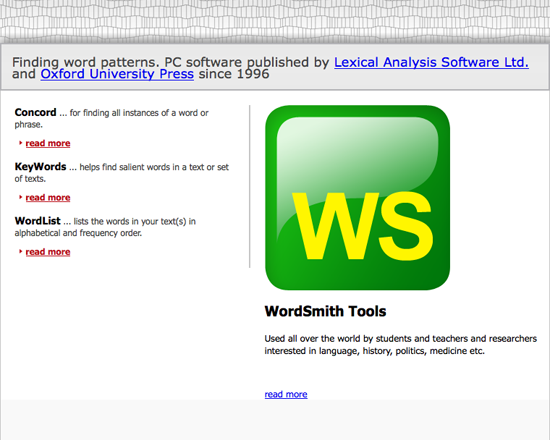 Finding word patterns. PC software published by Lexical Analysis Software Ltd.
and Oxford University Press since 1996
Concord ... for finding all instances of a word or
phrase.
read more
KeyWords ... helps find salient words in a text or set
of texts.
read more
WordList ... lists the words in your text(s) in
alphabetical and frequency order.
read more
WS
WordSmith Tools
Used all over the world by students and teachers and researchers
interested in language, history, politics, medicine etc.
read more